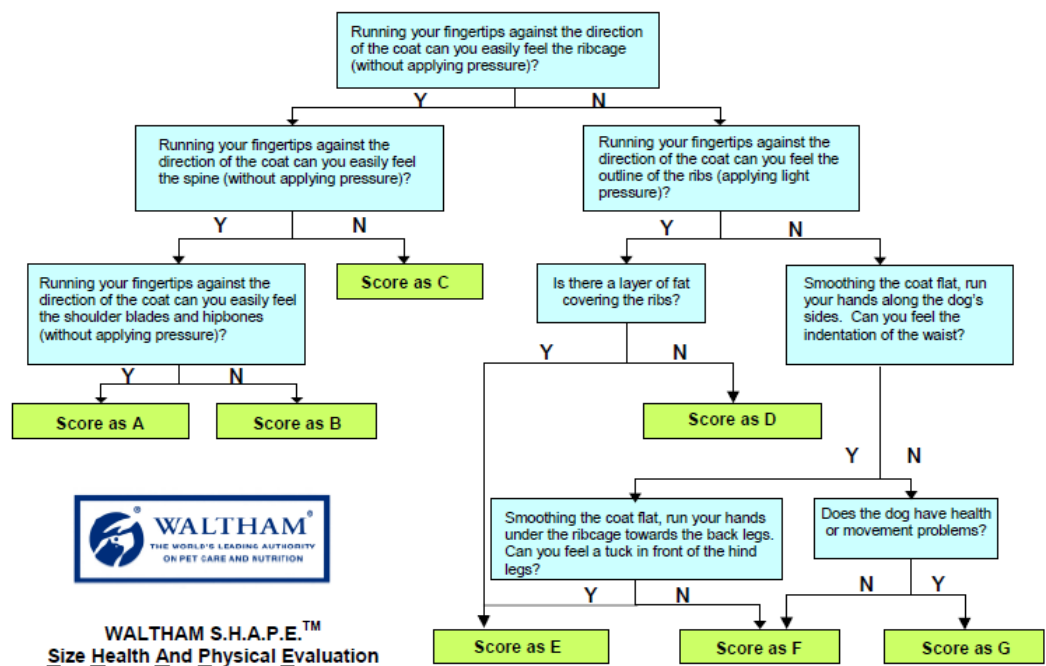 Running your fingertips against the direction
of the coat can you easily feel the ribcage
(without applying pressure)?
Y
N
Running your fingertips against the
direction of the coat can you easily feel
the spine (without applying pressure)?
Running your fingertips against the
direction of the coat can you feel the
outline of the ribs (applying light
pressure)?
Y
N
Y
N
Running your fingertips against the
direction of the coat can you easily feel
the shoulder blades and hipbones
(without applying pressure)?
Score as C
Is there a layer of fat
covering the ribs?
Smoothing the coat flat, run
your hands along the dog's
sides. Can you feel the
indentation of the waist?
Y
N
Y
N
Score as A
Score as B
Score as D
Y
N
WALTHAM®
THE WORLD'S LEADING AUTHORITY
ON PET CARE AND NUTRITION
Smoothing the coat flat, run your hands
under the ribcage towards the back legs.
Can you feel a tuck in front of the hind
legs?
Does the dog have health
or movement problems?
Y
N
N
Y
Score as E
Score as F
Score as G
WALTHAM S.H.A.P.E.™
Size Health And Physical Evaluation